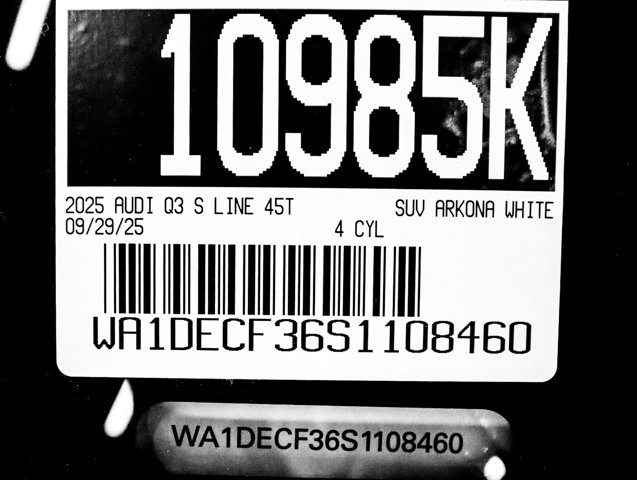 10985K
2025 AUDI Q3 S LINE 45T SUV ARKONA WHITE
09/29/25 4 CYL
WA1DECF36S1108460
WA1DECF36S1108460